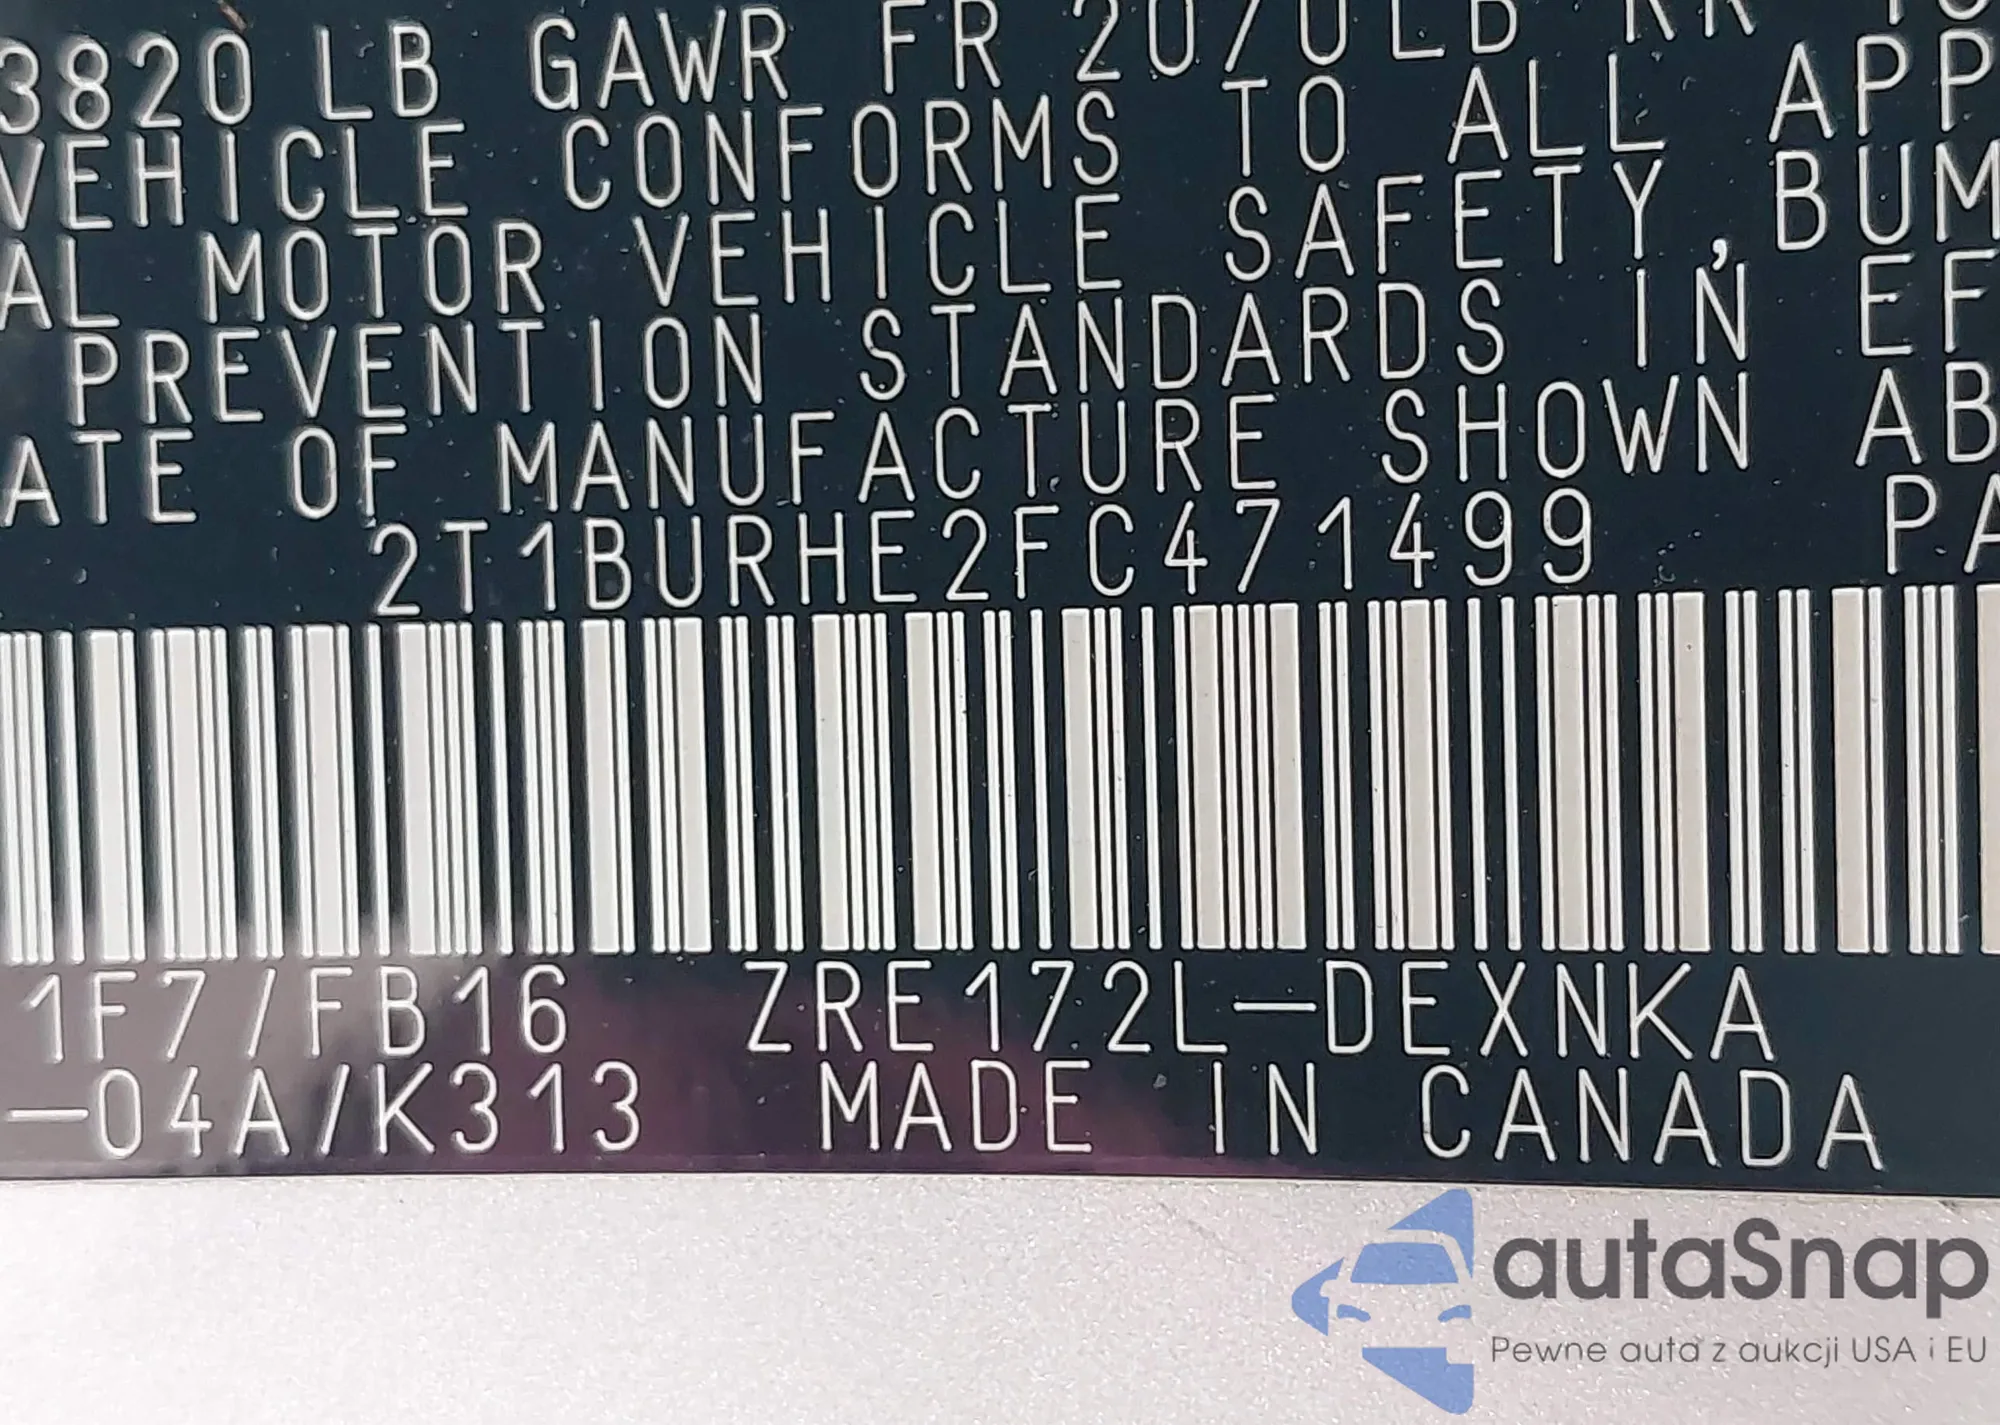 3820 LB GAWR FR 2070LB RR
VEHICLE CONFORMS TO ALL APP
AL MOTOR VEHICLE SAFETY, BUM
PREVENTION STANDARDS IN EF
ATE OF MANUFACTURE SHOWN AB
2T1BURHE2FC471499 PA
1F7/FB16 ZRE172L-DEXNKA
-04A/K313 MADE IN CANADA
autaSnap
Pewne auta z aukcji USA i EU